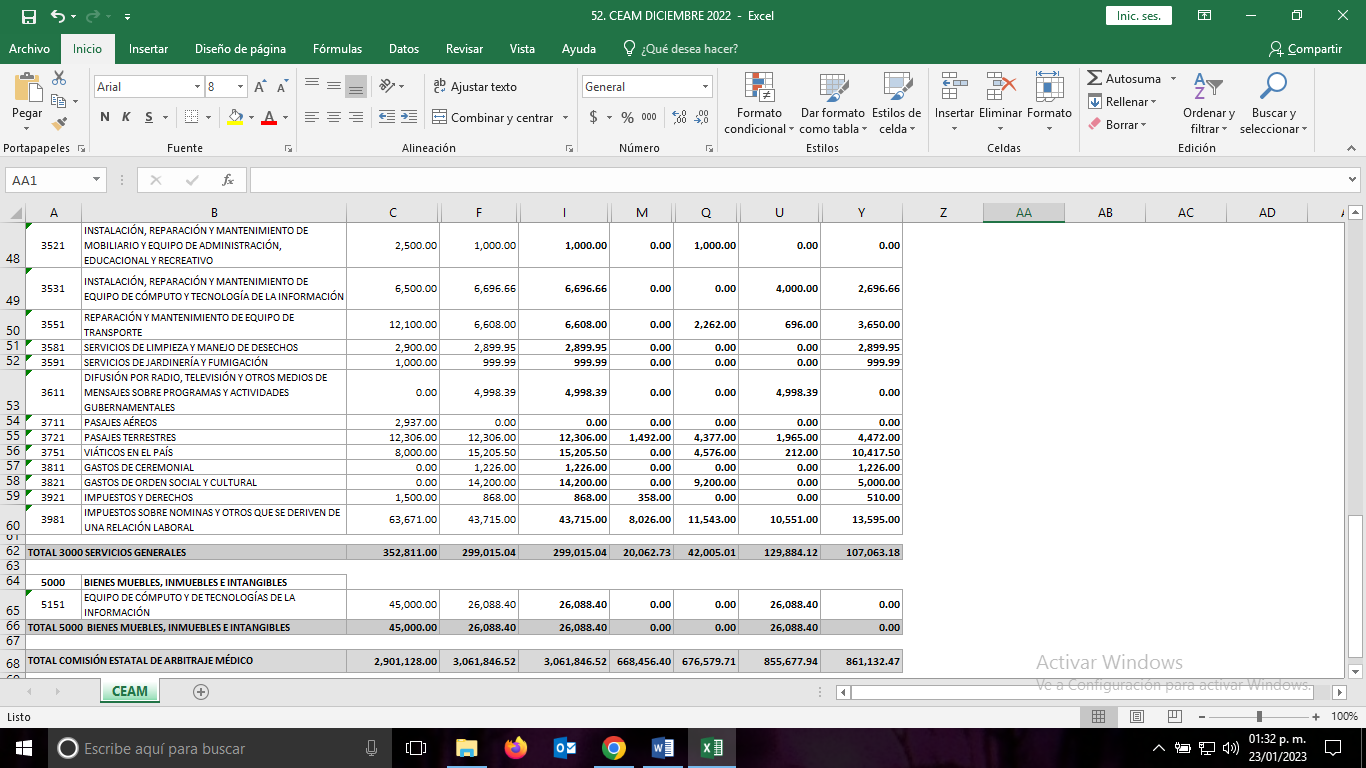 52. CEAM DICIEMBRE 2022 - Excel
Inic. ses.
Archivo Inicio Insertar Diseño de página Fórmulas Datos Revisar Vista Ayuda ¿Qué desea hacer? Compartir
Pegar
Arial 8
N K S
Ajustar texto
Combinar y centrar
General
$ % 000
Formato condicional
Dar formato como tabla
Estilos de celda
Insertar Eliminar Formato
Autosuma
Rellenar
Borrar
Ordenar y filtrar
Buscar y seleccionar
Portapapeles Fuente Alineación Número Estilos Celdas Edición
AA1 fx
A B C F I M Q U Y Z AA AB AC AD
INSTALACIÓN, REPARACIÓN Y MANTENIMIENTO DE
48 3521 MOBILIARIO Y EQUIPO DE ADMINISTRACIÓN, 2,500.00 1,000.00 1,000.00 0.00 1,000.00 0.00 0.00
EDUCACIONAL Y RECREATIVO
49 3531 INSTALACIÓN, REPARACIÓN Y MANTENIMIENTO DE 6,500.00 6,696.66 6,696.66 0.00 0.00 4,000.00 2,696.66
EQUIPO DE CÓMPUTO Y TECNOLOGÍA DE LA INFORMACIÓN
50 3551 REPARACIÓN Y MANTENIMIENTO DE EQUIPO DE 12,100.00 6,608.00 6,608.00 0.00 2,262.00 696.00 3,650.00
TRANSPORTE
51 3581 SERVICIOS DE LIMPIEZA Y MANEJO DE DESECHOS 2,900.00 2,899.95 2,899.95 0.00 0.00 0.00 2,899.95
52 3591 SERVICIOS DE JARDINERÍA Y FUMIGACIÓN 1,000.00 999.99 999.99 0.00 0.00 0.00 999.99
DIFUSIÓN POR RADIO, TELEVISIÓN Y OTROS MEDIOS DE
53 3611 MENSAJES SOBRE PROGRAMAS Y ACTIVIDADES 0.00 4,998.39 4,998.39 0.00 0.00 4,998.39 0.00
GUBERNAMENTALES
54 3711 PASAJES AÉREOS 2,937.00 0.00 0.00 0.00 0.00 0.00 0.00
55 3721 PASAJES TERRESTRES 12,306.00 12,306.00 12,306.00 1,492.00 4,377.00 1,965.00 4,472.00
56 3751 VIÁTICOS EN EL PAÍS 8,000.00 15,205.50 15,205.50 0.00 4,576.00 212.00 10,417.50
57 3811 GASTOS DE CEREMONIAL 0.00 1,226.00 1,226.00 0.00 0.00 0.00 1,226.00
58 3821 GASTOS DE ORDEN SOCIAL Y CULTURAL 0.00 14,200.00 14,200.00 0.00 9,200.00 0.00 5,000.00
59 3921 IMPUESTOS Y DERECHOS 1,500.00 868.00 868.00 358.00 0.00 0.00 510.00
60 3981 IMPUESTOS SOBRE NOMINAS Y OTROS QUE SE DERIVEN DE 63,671.00 43,715.00 43,715.00 8,026.00 11,543.00 10,551.00 13,595.00
UNA RELACIÓN LABORAL
61
62 TOTAL 3000 SERVICIOS GENERALES 352,811.00 299,015.04 299,015.04 20,062.73 42,005.01 129,884.12 107,063.18
63
64 5000 BIENES MUEBLES, INMUEBLES E INTANGIBLES
65 5151 EQUIPO DE CÓMPUTO Y DE TECNOLOGÍAS DE LA 45,000.00 26,088.40 26,088.40 0.00 0.00 26,088.40 0.00
INFORMACIÓN
66 TOTAL 5000 BIENES MUEBLES, INMUEBLES E INTANGIBLES 45,000.00 26,088.40 26,088.40 0.00 0.00 26,088.40 0.00
67
68 TOTAL COMISIÓN ESTATAL DE ARBITRAJE MÉDICO 2,901,128.00 3,061,846.52 3,061,846.52 668,456.40 676,579.71 855,677.94 861,132.47
Activar Windows
Ve a Configuración para activar Windows.
CEAM
Listo 100%
Escribe aquí para buscar
01:32 p. m.
23/01/2023